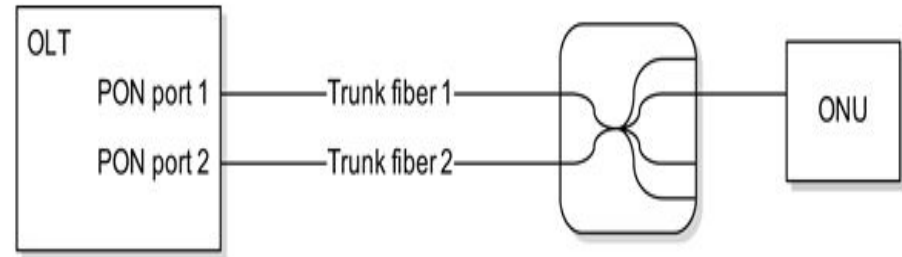 OLT
PON port 1
Trunk fiber 1
PON port 2
Trunk fiber 2
ONU